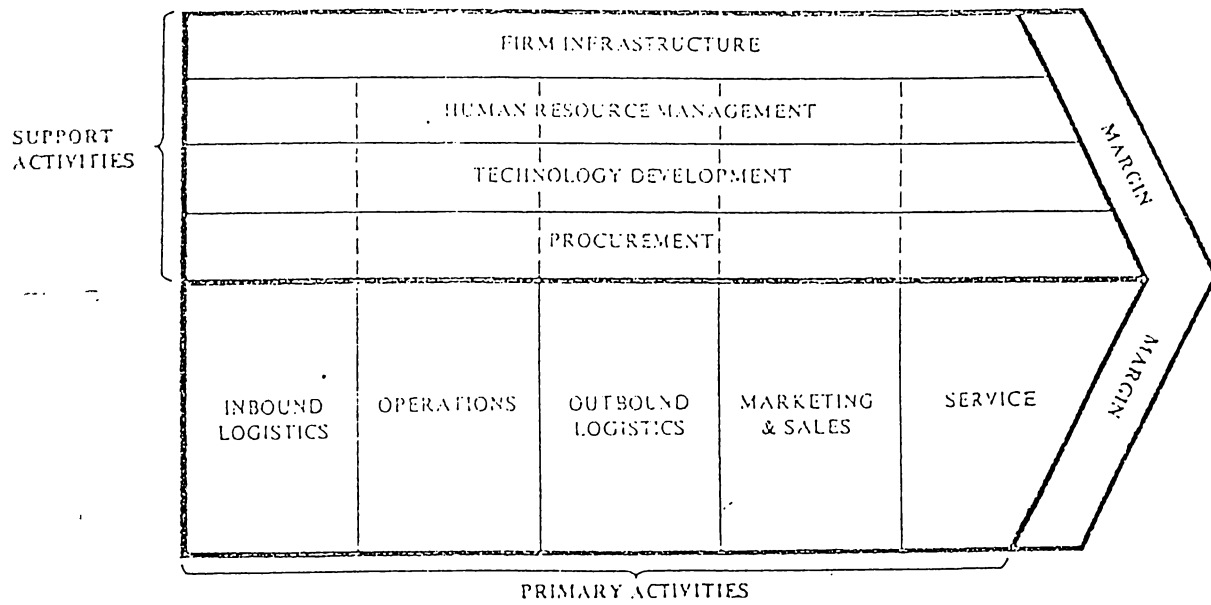 FIRM INFRASTRUCTURE
HUMAN RESOURCE MANAGEMENT
SUPPORT
ACTIVITIES
TECHNOLOGY DEVELOPMENT
PROCUREMENT
MARGIN
MARGIN
INBOUND
LOGISTICS
OPERATIONS
OUTBOUND
LOGISTICS
MARKETING
& SALES
SERVICE
PRIMARY ACTIVITIES